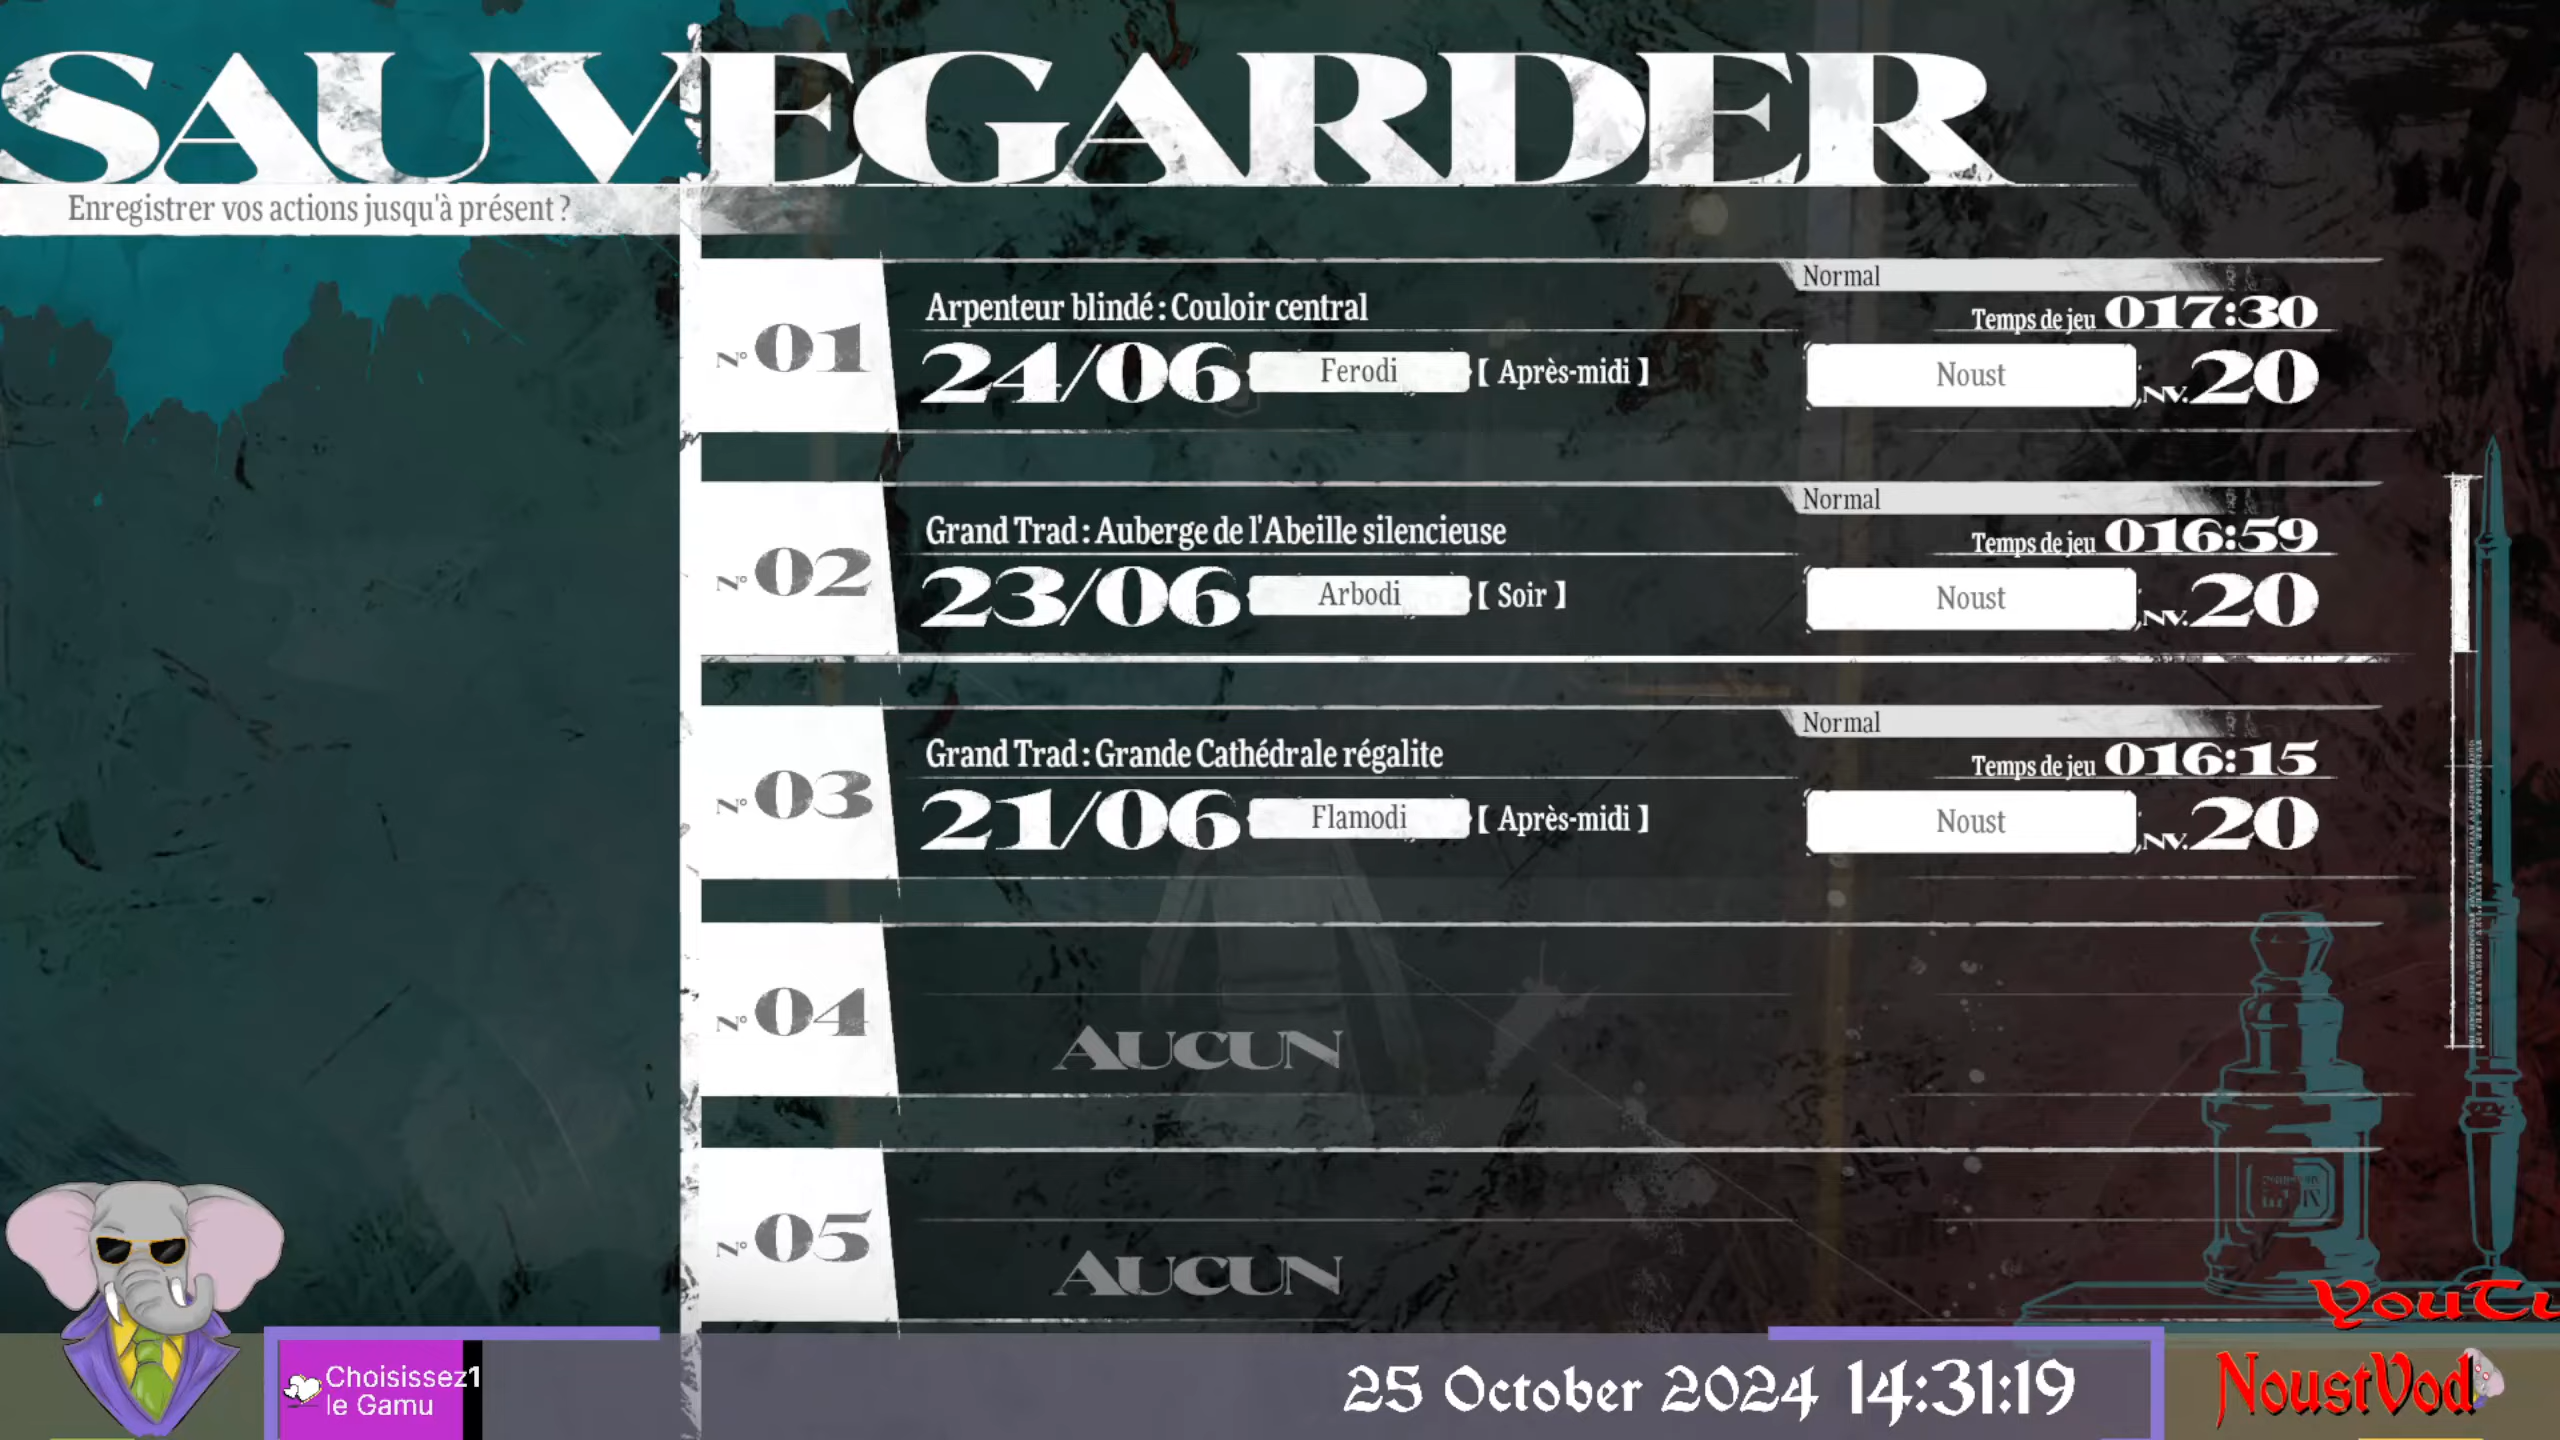 SAUVEGARDER
Enregistrer vos actions jusqu'à présent ?
N° 01
Arpenteur blindé : Couloir central
Normal
Temps de jeu 017:30
24/06 Ferodi [ Après-midi ]
Noust NV. 20
N° 02
Grand Trad : Auberge de l'Abeille silencieuse
Normal
Temps de jeu 016:59
23/06 Arbodi [ Soir ]
Noust NV. 20
N° 03
Grand Trad : Grande Cathédrale régalite
Normal
Temps de jeu 016:15
21/06 Flamodi [ Après-midi ]
Noust NV. 20
N° 04
AUCUN
N° 05
AUCUN
YouTu
Choisissez1
le Gamu
25 October 2024 14:31:19
NoustVod